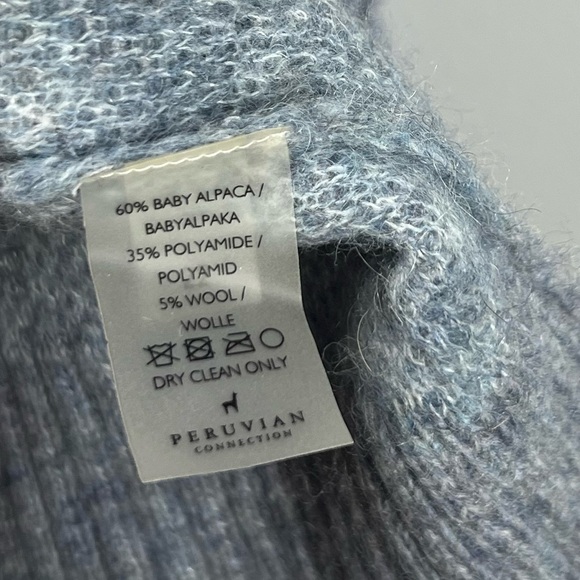 60% BABY ALPACA /
BABYALPAKA
35% POLYAMIDE /
POLYAMID
5% WOOL /
WOLLE
DRY CLEAN ONLY
PERUVIAN
CONNECTION